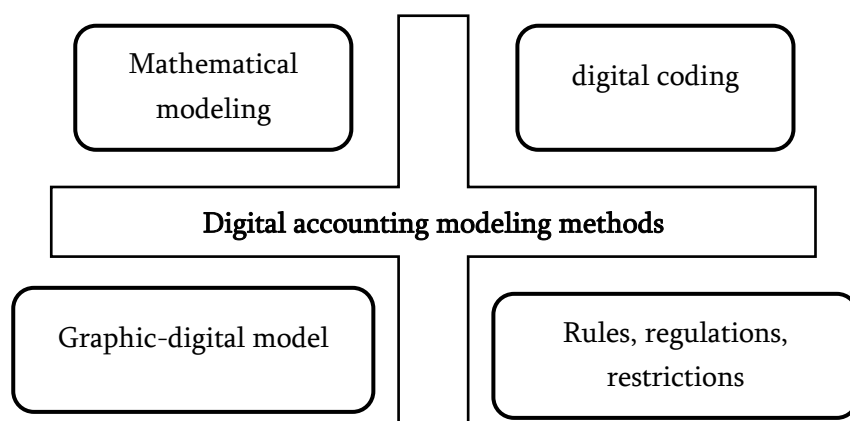 Mathematical
modeling
digital coding
Digital accounting modeling methods
Graphic-digital model
Rules, regulations,
restrictions